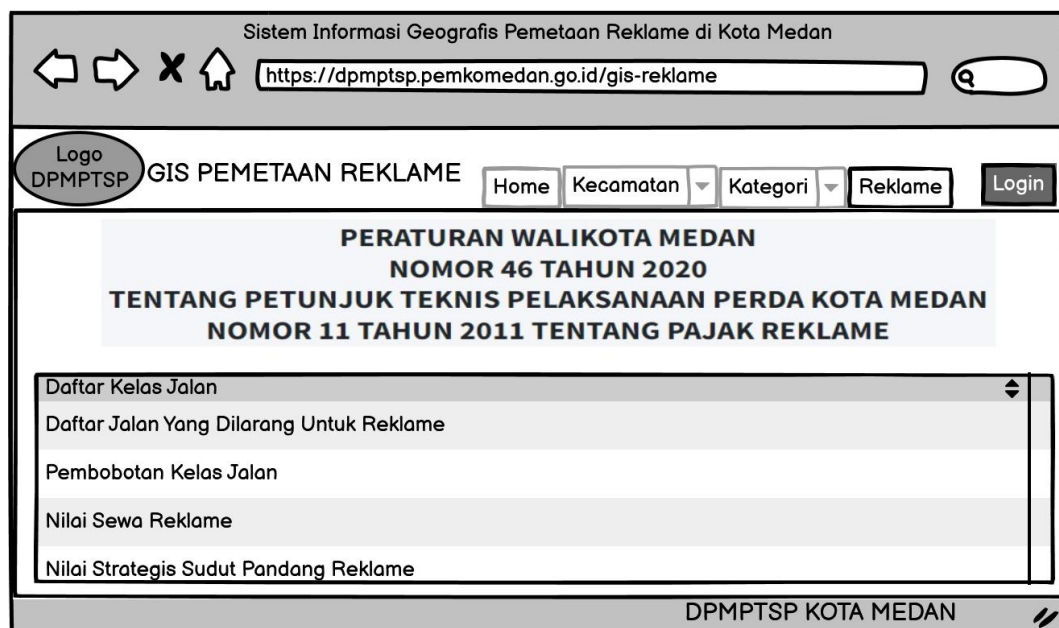 Sistem Informasi Geografis Pemetaan Reklame di Kota Medan
https://dpmptsp.pemkomedan.go.id/gis-reklame
Logo
DPMPTSP
GIS PEMETAAN REKLAME
Home Kecamatan Kategori Reklame Login
PERATURAN WALIKOTA MEDAN
NOMOR 46 TAHUN 2020
TENTANG PETUNJUK TEKNIS PELAKSANAAN PERDA KOTA MEDAN
NOMOR 11 TAHUN 2011 TENTANG PAJAK REKLAME
Daftar Kelas Jalan
Daftar Jalan Yang Dilarang Untuk Reklame
Pembobotan Kelas Jalan
Nilai Sewa Reklame
Nilai Strategis Sudut Pandang Reklame
DPMPTSP KOTA MEDAN